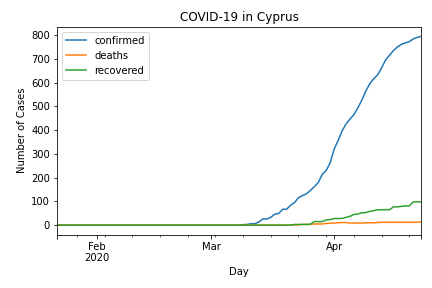 COVID-19 in Cyprus
confirmed
deaths
recovered
Number of Cases
800
700
600
500
400
300
200
100
0
Feb
2020
Mar
Apr
Day